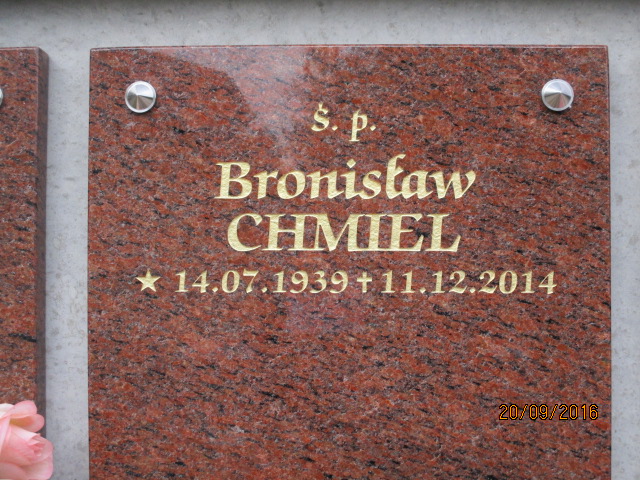 ś. p.
Bronisław
CHMIEL
★ 14.07.1939 ✝ 11.12.2014
20/09/2016